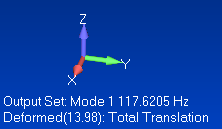 Z
Y
X
Output Set: Mode 1 117.6205 Hz
Deformed(13.98): Total Translation